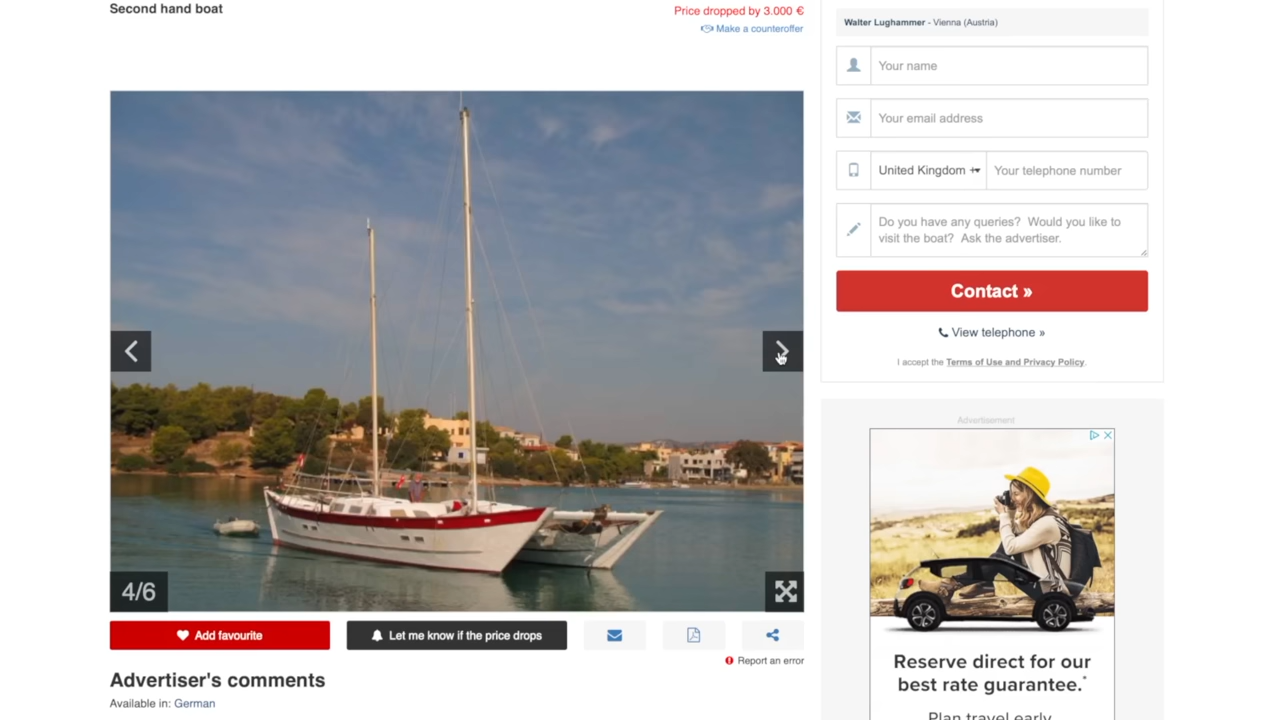 Second hand boat
Price dropped by 3.000 €
Make a counteroffer
4/6
Add favourite
Let me know if the price drops
Report an error
Advertiser's comments
Available in: German
Walter Lughammer - Vienna (Austria)
Your name
Your email address
United Kingdom +
Your telephone number
Do you have any queries? Would you like to
visit the boat? Ask the advertiser.
Contact »
View telephone »
I accept the Terms of Use and Privacy Policy.
Advertisement
Reserve direct for our
best rate guarantee.*
Plan travel early